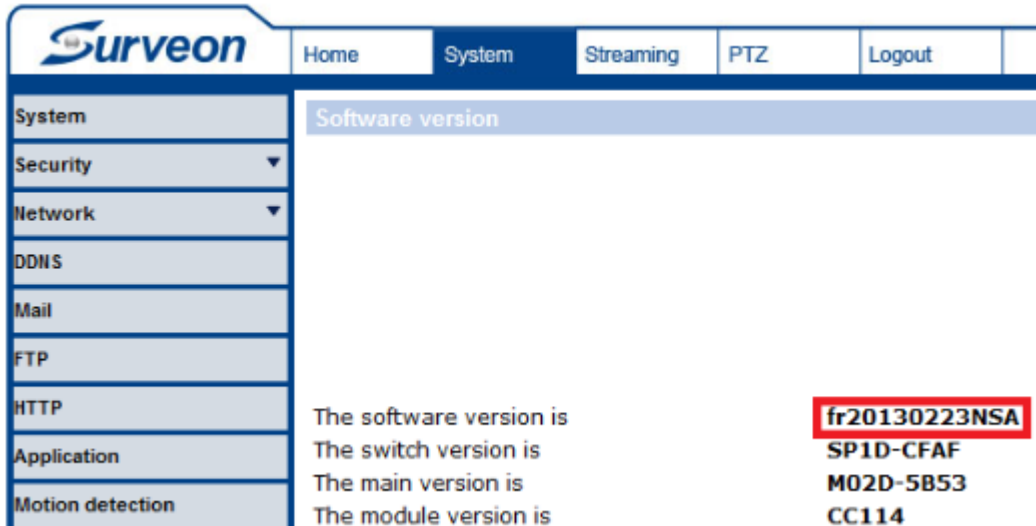 Surveon
Home System Streaming PTZ Logout
System
Security
Network
DDNS
Mail
FTP
HTTP
Application
Motion detection
Software version
The software version is fr20130223NSA
The switch version is SP1D-CFAF
The main version is M02D-5B53
The module version is CC114